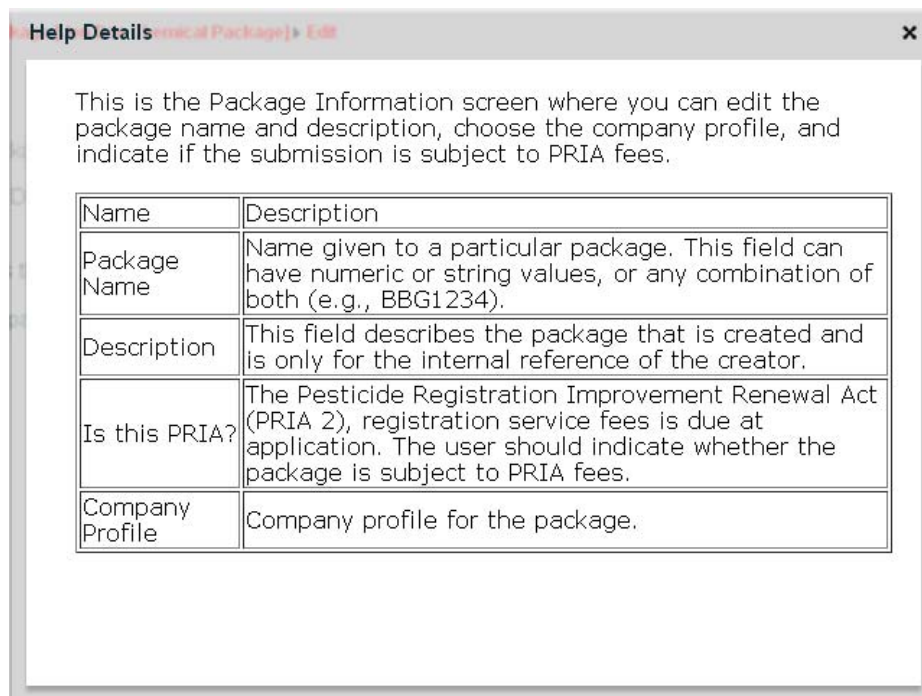 Help Details
emical Package]› Edit
This is the Package Information screen where you can edit the
package name and description, choose the company profile, and
indicate if the submission is subject to PRIA fees.
Name
Description
Package
Name
Name given to a particular package. This field can
have numeric or string values, or any combination of
both (e.g., BBG1234).
Description
This field describes the package that is created and
is only for the internal reference of the creator.
Is this PRIA?
The Pesticide Registration Improvement Renewal Act
(PRIA 2), registration service fees is due at
application. The user should indicate whether the
package is subject to PRIA fees.
Company
Profile
Company profile for the package.